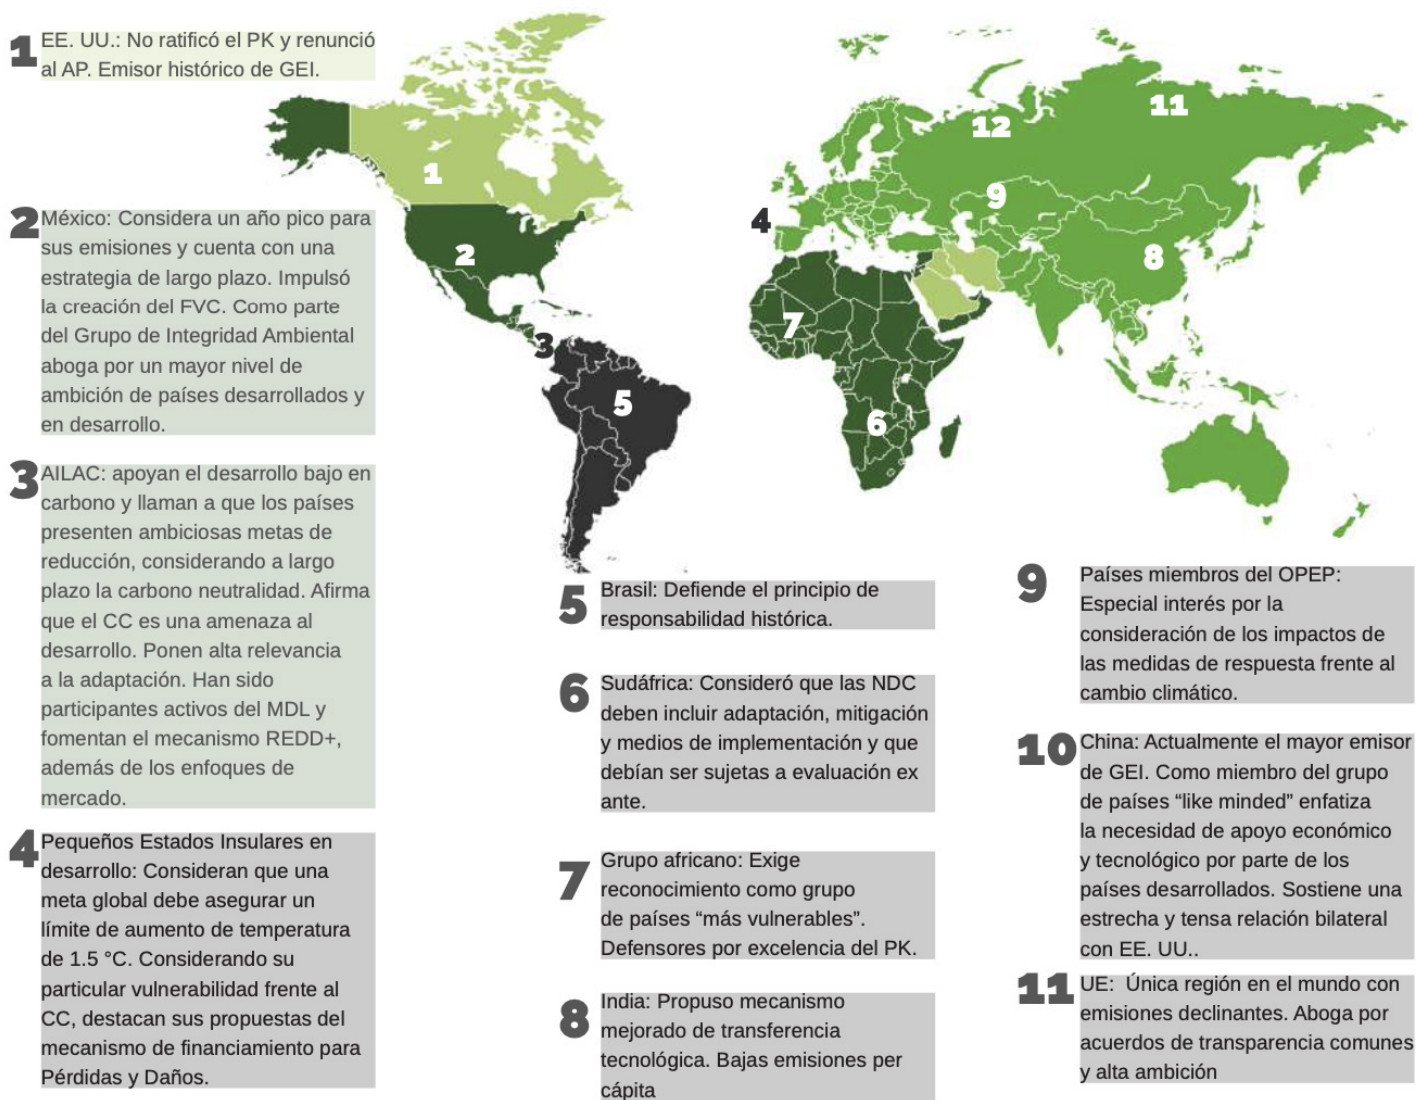 1
EE. UU.: No ratificó el PK y renunció
al AP. Emisor histórico de GEI.
2
México: Considera un año pico para
sus emisiones y cuenta con una
estrategia de largo plazo. Impulsó
la creación del FVC. Como parte
del Grupo de Integridad Ambiental
aboga por un mayor nivel de
ambición de países desarrollados y
en desarrollo.
3
AILAC: apoyan el desarrollo bajo en
carbono y llaman a que los países
presenten ambiciosas metas de
reducción, considerando a largo
plazo la carbono neutralidad. Afirma
que el CC es una amenaza al
desarrollo. Ponen alta relevancia
a la adaptación. Han sido
participantes activos del MDL y
fomentan el mecanismo REDD+,
además de los enfoques de
mercado.
4
Pequeños Estados Insulares en
desarrollo: Consideran que una
meta global debe asegurar un
límite de aumento de temperatura
de 1.5 °C. Considerando su
particular vulnerabilidad frente al
CC, destacan sus propuestas del
mecanismo de financiamiento para
Pérdidas y Daños.
1
2
3
5
4
7
6
12
11
9
8
5
Brasil: Defiende el principio de
responsabilidad histórica.
6
Sudáfrica: Consideró que las NDC
deben incluir adaptación, mitigación
y medios de implementación y que
debían ser sujetas a evaluación ex
ante.
7
Grupo africano: Exige
reconocimiento como grupo
de países “más vulnerables”.
Defensores por excelencia del PK.
8
India: Propuso mecanismo
mejorado de transferencia
tecnológica. Bajas emisiones per
cápita
9
Países miembros del OPEP:
Especial interés por la
consideración de los impactos de
las medidas de respuesta frente al
cambio climático.
10
China: Actualmente el mayor emisor
de GEI. Como miembro del grupo
de países “like minded” enfatiza
la necesidad de apoyo económico
y tecnológico por parte de los
países desarrollados. Sostiene una
estrecha y tensa relación bilateral
con EE. UU..
11
UE: Única región en el mundo con
emisiones declinantes. Aboga por
acuerdos de transparencia comunes
y alta ambición